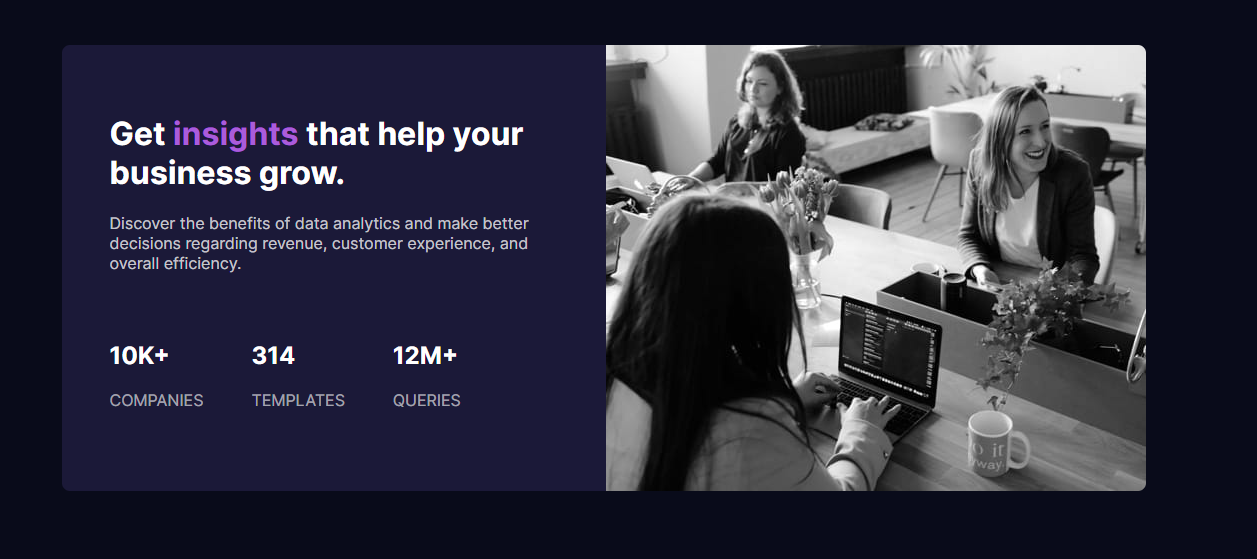 Get insights that help your
business grow.
Discover the benefits of data analytics and make better
decisions regarding revenue, customer experience, and
overall efficiency.
10K+ 314 12M+
COMPANIES TEMPLATES QUERIES